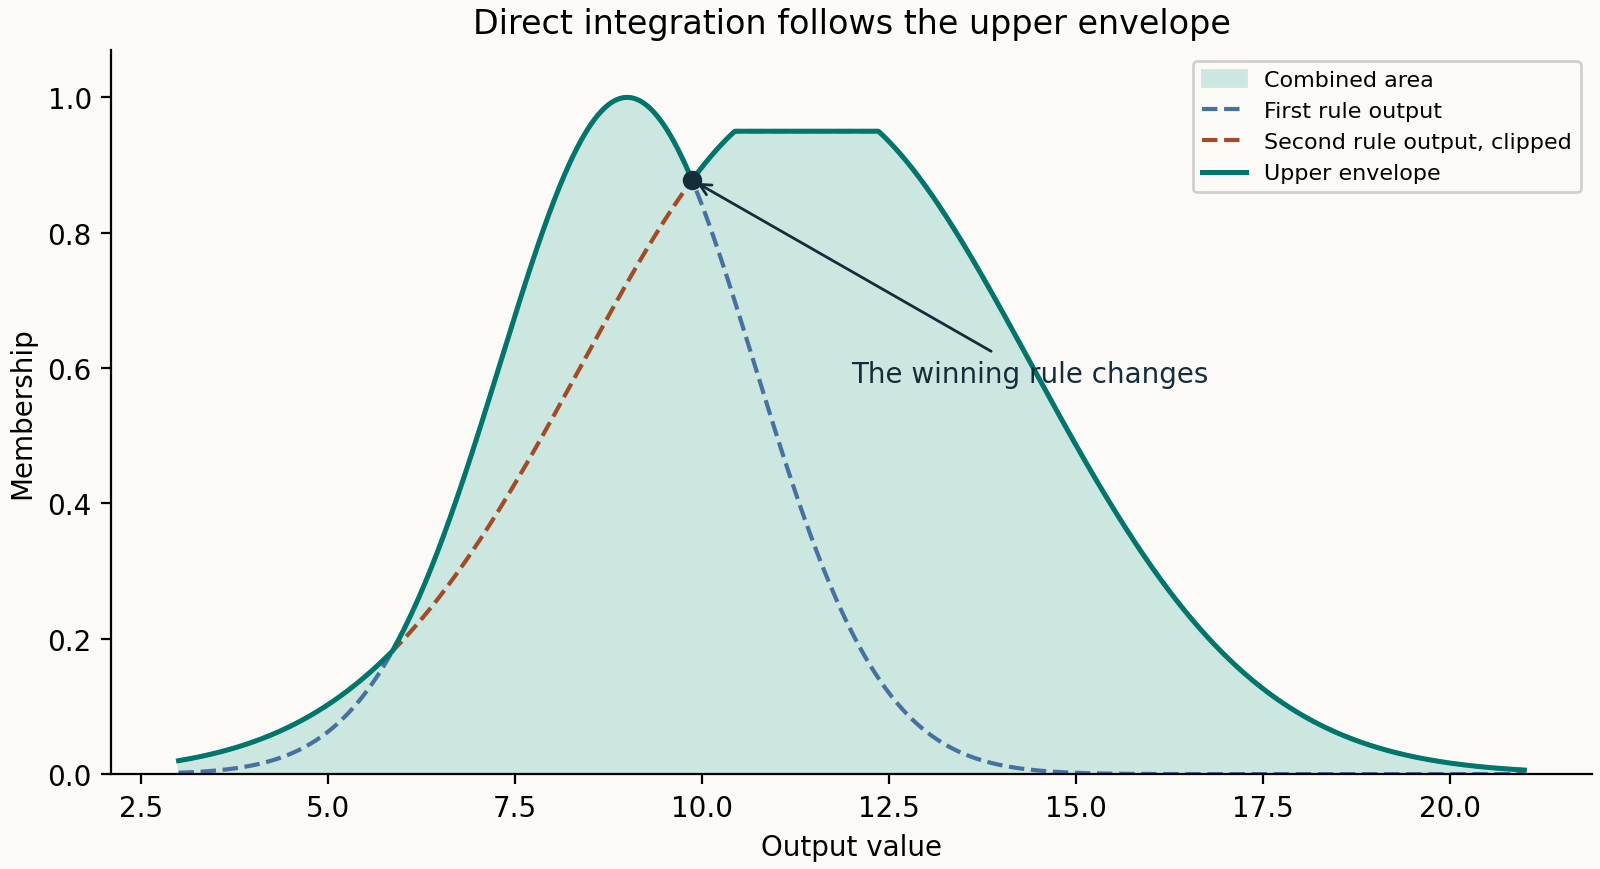 Direct integration follows the upper envelope
Combined area
First rule output
Second rule output, clipped
Upper envelope
The winning rule changes
Membership
1.0
0.8
0.6
0.4
0.2
0.0
2.5 5.0 7.5 10.0 12.5 15.0 17.5 20.0
Output value